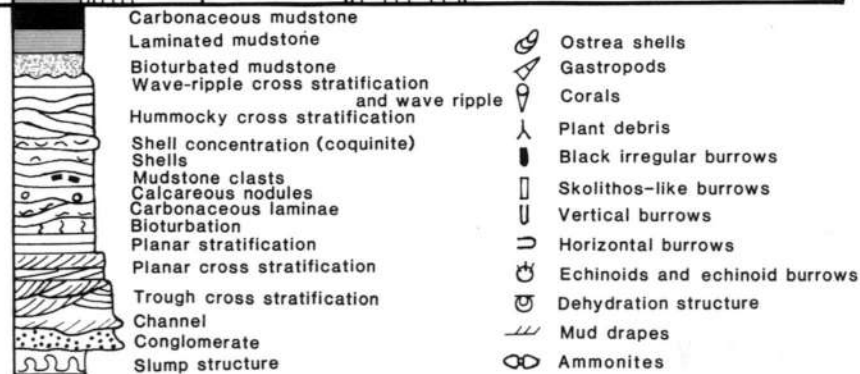 Carbonaceous mudstone
Laminated mudstone
Bioturbated mudstone
Wave-ripple cross stratification
and wave ripple
Hummocky cross stratification
Shell concentration (coquinite)
Shells
Mudstone clasts
Calcareous nodules
Carbonaceous laminae
Bioturbation
Planar stratification
Planar cross stratification
Trough cross stratification
Channel
Conglomerate
Slump structure
Ostrea shells
Gastropods
Corals
Plant debris
Black irregular burrows
Skolithos-like burrows
Vertical burrows
Horizontal burrows
Echinoids and echinoid burrows
Dehydration structure
Mud drapes
Ammonites